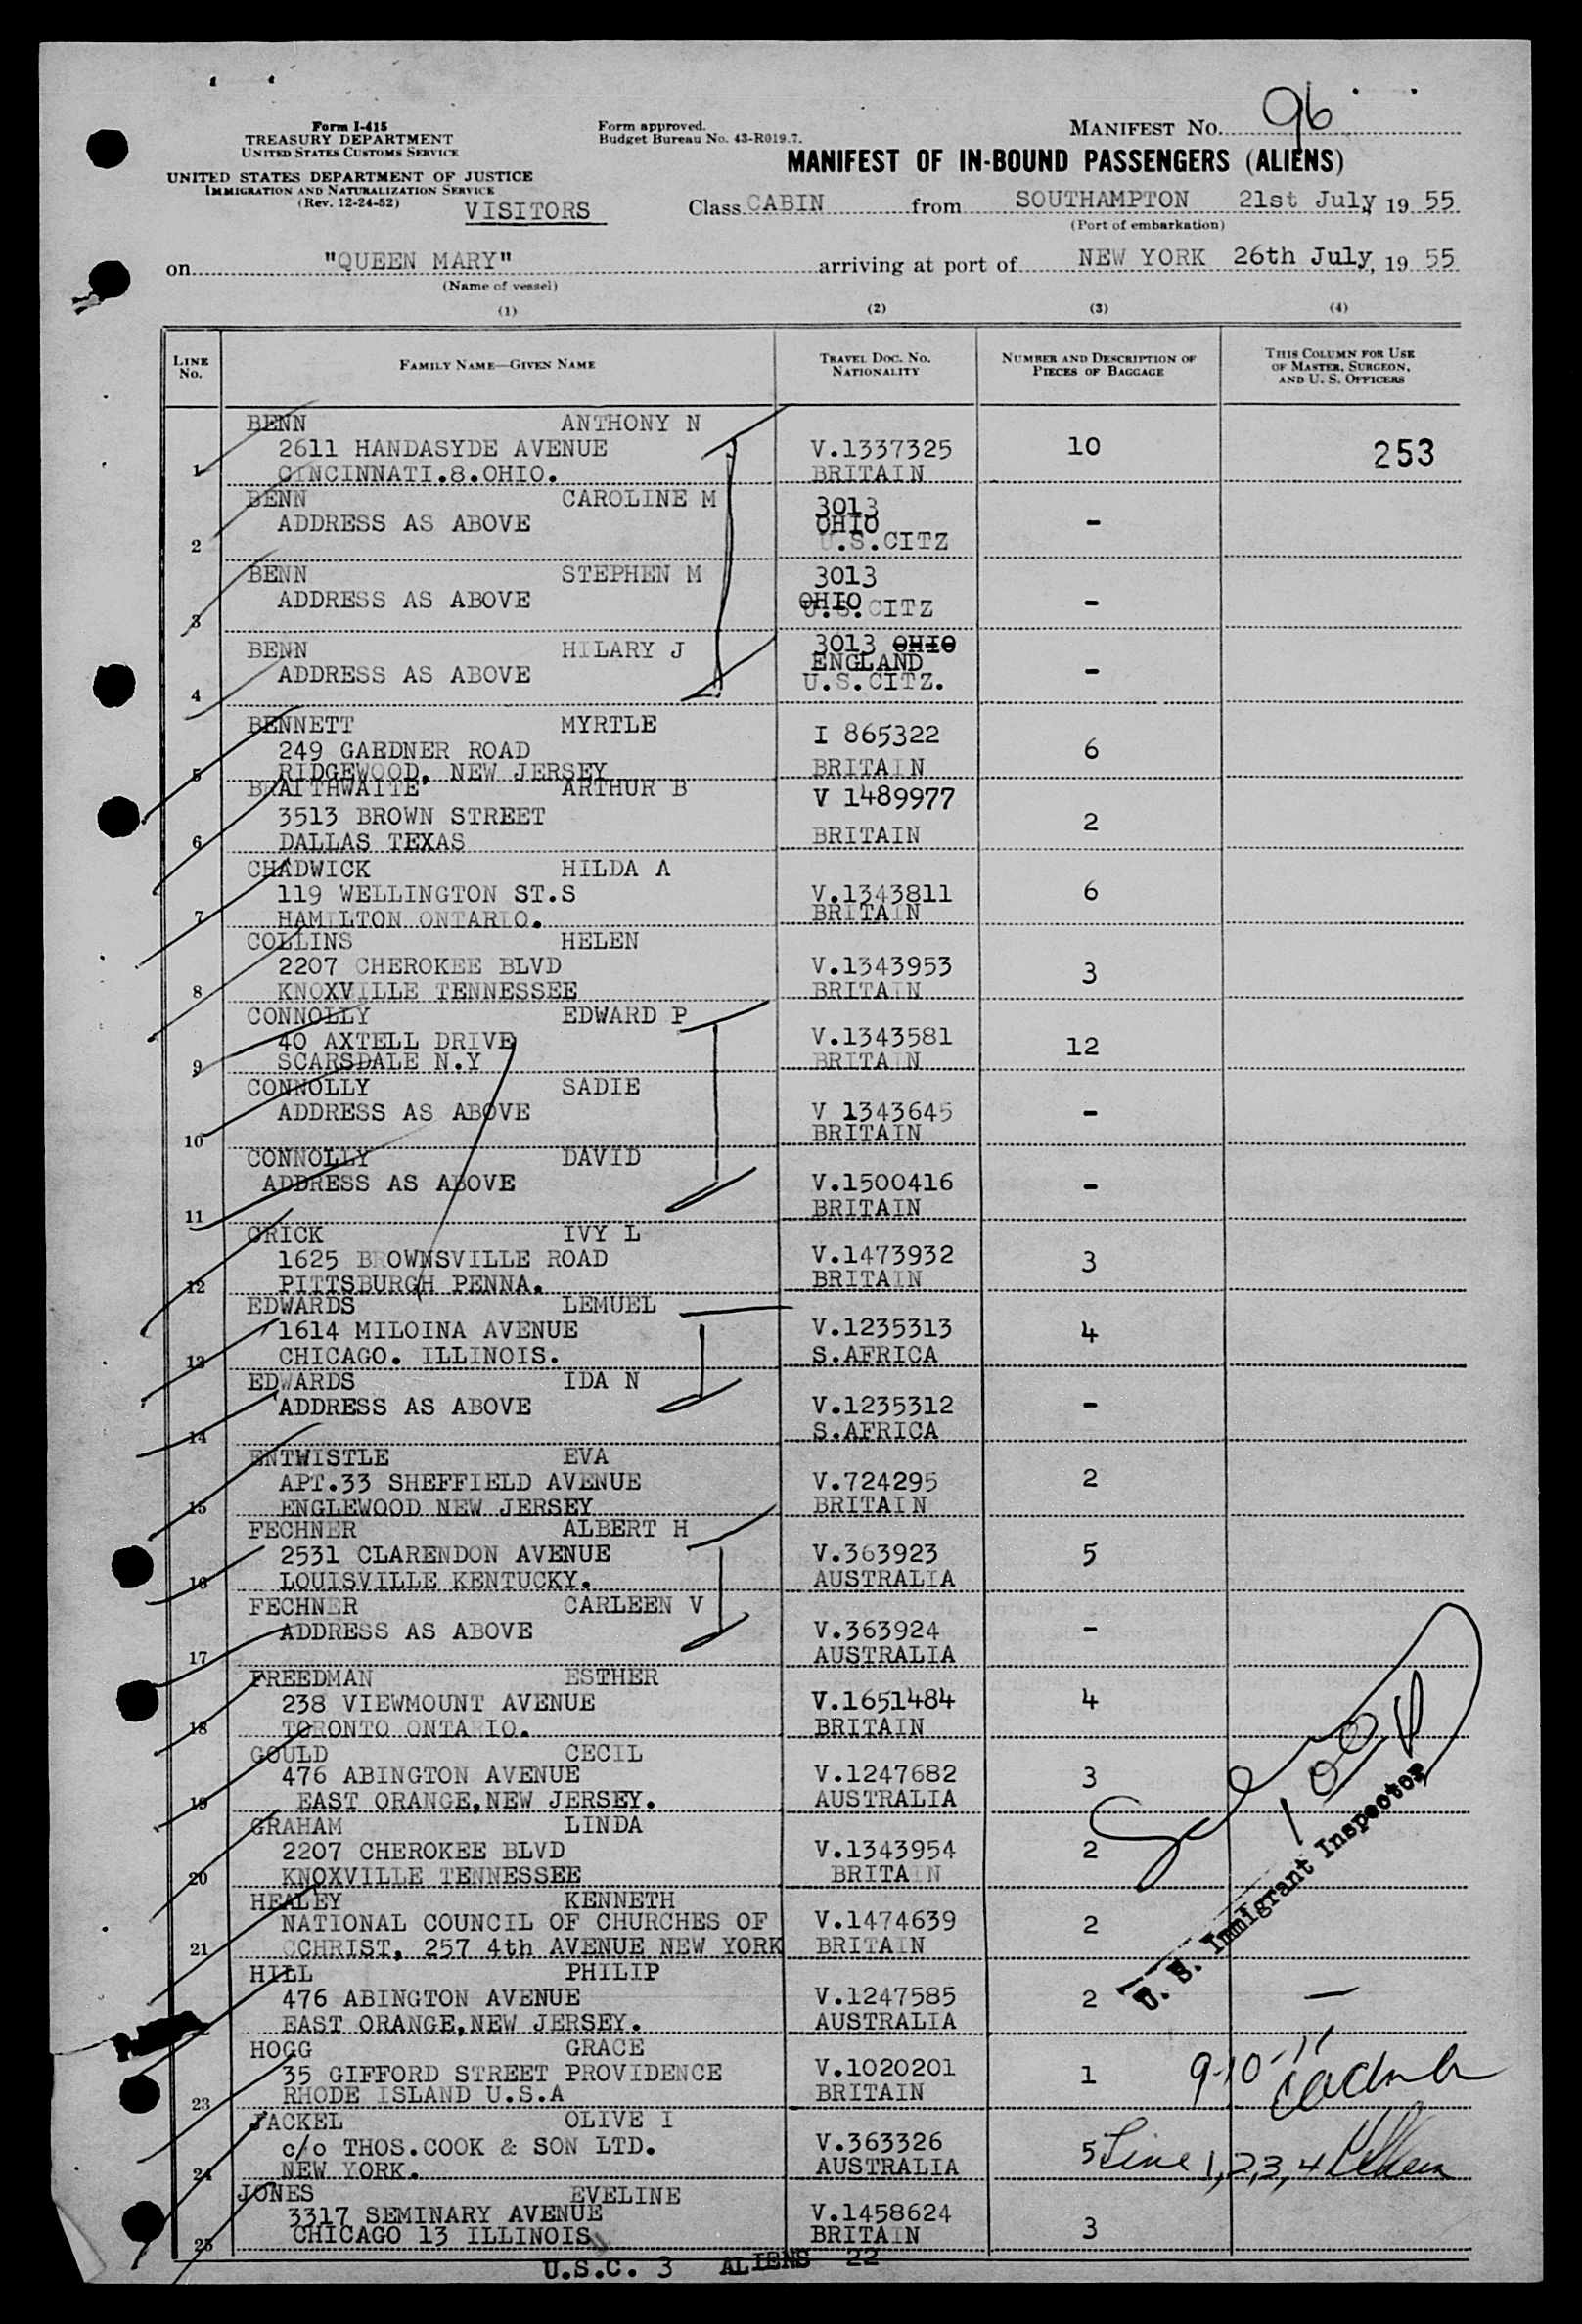 Form I-415
TREASURY DEPARTMENT
UNITED STATES CUSTOMS SERVICE
UNITED STATES DEPARTMENT OF JUSTICE
IMMIGRATION AND NATURALIZATION SERVICE
(Rev. 12-24-52)
VISITORS
Form approved.
Budget Bureau No. 43-R019.7.
MANIFEST No. 96
MANIFEST OF IN-BOUND PASSENGERS (ALIENS)
Class CABIN from SOUTHAMPTON 21st July, 19 55
(Port of embarkation)
on "QUEEN MARY" arriving at port of NEW YORK 26th July, 19 55
(Name of vessel)
(1) (2) (3) (4)
LINE No. FAMILY NAME—GIVEN NAME TRAVEL DOC. No. NATIONALITY NUMBER AND DESCRIPTION OF PIECES OF BAGGAGE THIS COLUMN FOR USE OF MASTER, SURGEON, AND U. S. OFFICERS
BENN ANTHONY N
2611 HANDASYDE AVENUE V.1337325 10 253
1 CINCINNATI.8.OHIO. BRITAIN
BENN CAROLINE M 3013
ADDRESS AS ABOVE OHIO -
2 U.S.CITZ
BENN STEPHEN M 3013
ADDRESS AS ABOVE OHIO -
3 U.S.CITZ
BENN HILARY J 3013 OHIO
ENGLAND
4 ADDRESS AS ABOVE U.S.CITZ. -
BENNETT MYRTLE I 865322
249 GARDNER ROAD 6
5 RIDGEWOOD, NEW JERSEY BRITAIN
BRAITHWAITE ARTHUR B V 1489977
3513 BROWN STREET 2
6 DALLAS TEXAS BRITAIN
CHADWICK HILDA A
119 WELLINGTON ST.S V.1343811 6
7 HAMILTON ONTARIO. BRITAIN
COLLINS HELEN
2207 CHEROKEE BLVD V.1343953 3
8 KNOXVILLE TENNESSEE BRITAIN
CONNOLLY EDWARD P
40 AXTELL DRIVE V.1343581 12
9 SCARSDALE N.Y BRITAIN
CONNOLLY SADIE
ADDRESS AS ABOVE V 1343645 -
10 BRITAIN
CONNOLLY DAVID
ADDRESS AS ABOVE V.1500416 -
11 BRITAIN
CRICK IVY L
1625 BROWNSVILLE ROAD V.1473932 3
12 PITTSBURGH PENNA. BRITAIN
EDWARDS LEMUEL
1614 MILOINA AVENUE V.1235313 4
13 CHICAGO. ILLINOIS. S.AFRICA
EDWARDS IDA N
ADDRESS AS ABOVE V.1235312 -
14 S.AFRICA
ENTWISTLE EVA
APT.33 SHEFFIELD AVENUE V.724295 2
15 ENGLEWOOD NEW JERSEY BRITAIN
FECHNER ALBERT H
2531 CLARENDON AVENUE V.363923 5
16 LOUISVILLE KENTUCKY. AUSTRALIA
FECHNER CARLEEN V
ADDRESS AS ABOVE V.363924 -
17 AUSTRALIA
FREEDMAN ESTHER
238 VIEWMOUNT AVENUE V.1651484 4
18 TORONTO ONTARIO. BRITAIN
GOULD CECIL
476 ABINGTON AVENUE V.1247682 3
19 EAST ORANGE,NEW JERSEY. AUSTRALIA
GRAHAM LINDA
2207 CHEROKEE BLVD V.1343954 2
20 KNOXVILLE TENNESSEE BRITAIN
HEALEY KENNETH
NATIONAL COUNCIL OF CHURCHES OF V.1474639 2
21 CCHRIST, 257 4th AVENUE NEW YORK BRITAIN
U. S. Immigrant Inspector
HILL PHILIP
476 ABINGTON AVENUE V.1247585 2 —
EAST ORANGE,NEW JERSEY. AUSTRALIA
HOGG GRACE
35 GIFFORD STREET PROVIDENCE V.1020201 1 9-10-11
23 RHODE ISLAND U.S.A BRITAIN
JACKEL OLIVE I
c/o THOS.COOK & SON LTD. V.363326 5 Line 1,2,3,4
24 NEW YORK. AUSTRALIA
JONES EVELINE
3317 SEMINARY AVENUE V.1458624 3
25 CHICAGO 13 ILLINOIS BRITAIN
U.S.C. 3 ALIENS 22